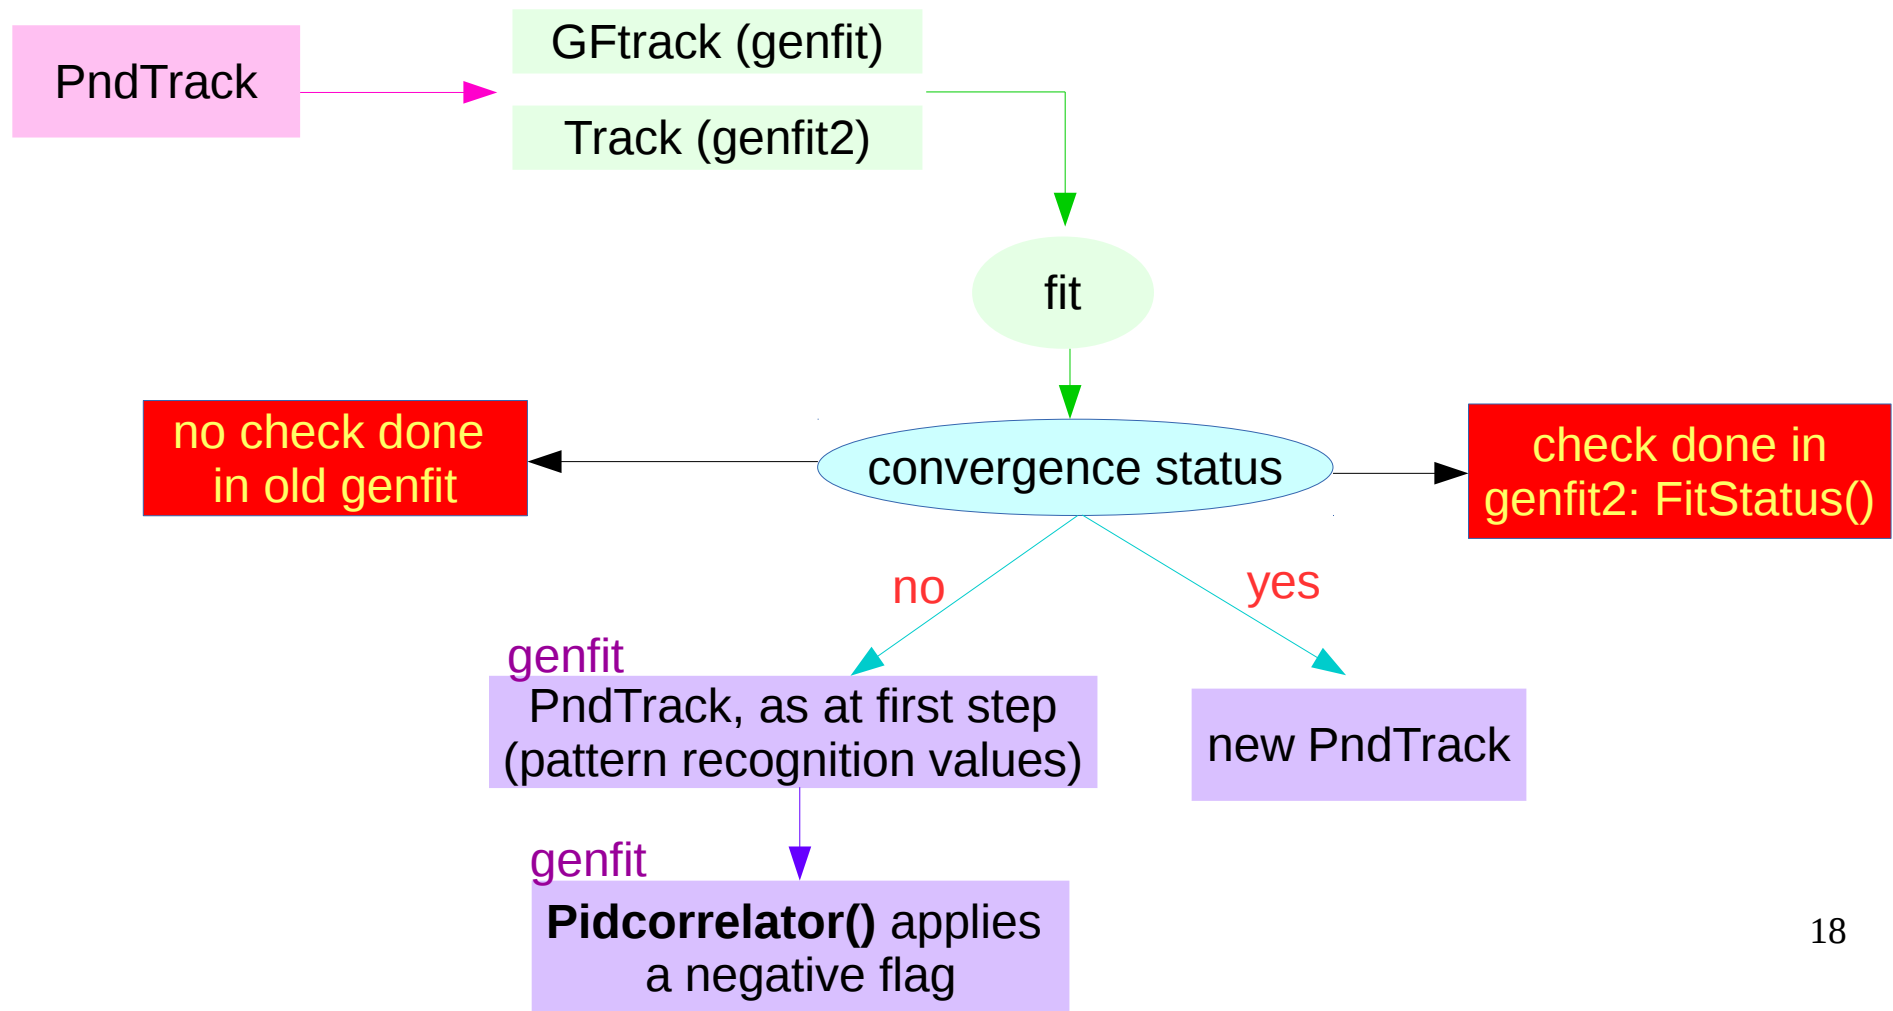 PndTrack
GFtrack (genfit)
Track (genfit2)
fit
no check done
in old genfit
convergence status
check done in
genfit2: FitStatus()
no
yes
genfit
PndTrack, as at first step
(pattern recognition values)
new PndTrack
genfit
Pidcorrelator() applies
a negative flag
18